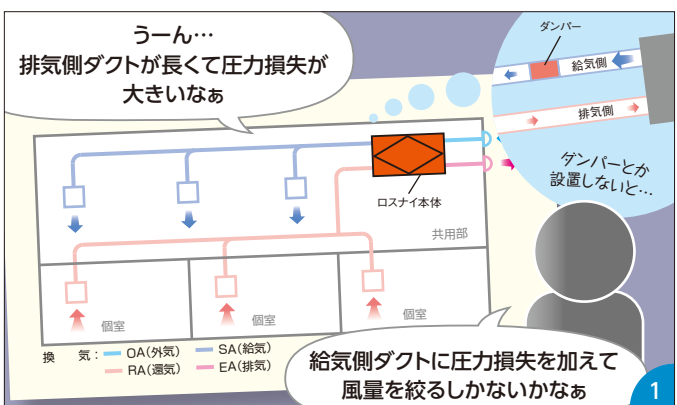 うーん…
排気側ダクトが長くて圧力損失が
大きいなぁ
ダンパー
給気側
排気側
ダンパーとか
設置しないと…
ロスナイ本体
共用部
個室
個室
個室
換 気： OA(外気) SA(給気)
RA(還気) EA(排気)
給気側ダクトに圧力損失を加えて
風量を絞るしかないかなぁ
1